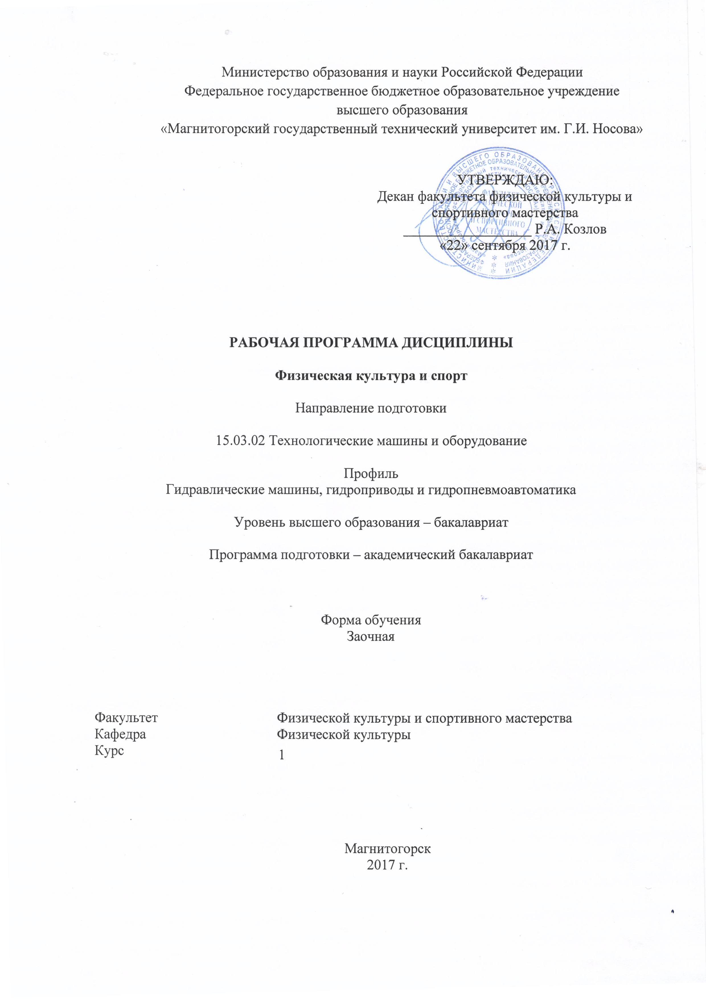 Министерство образования и науки Российской Федерации
Федеральное государственное бюджетное образовательное учреждение
высшего образования
«Магнитогорский государственный технический университет им. Г.И. Носова»
УТВЕРЖДАЮ:
Декан факультета физической культуры и
спортивного мастерства
____________________ Р.А. Козлов
«22» сентября 2017 г.
РАБОЧАЯ ПРОГРАММА ДИСЦИПЛИНЫ
Физическая культура и спорт
Направление подготовки
15.03.02 Технологические машины и оборудование
Профиль
Гидравлические машины, гидроприводы и гидропневмоавтоматика
Уровень высшего образования – бакалавриат
Программа подготовки – академический бакалавриат
Форма обучения
Заочная
Факультет Физической культуры и спортивного мастерства
Кафедра Физической культуры
Курс 1
Магнитогорск
2017 г.